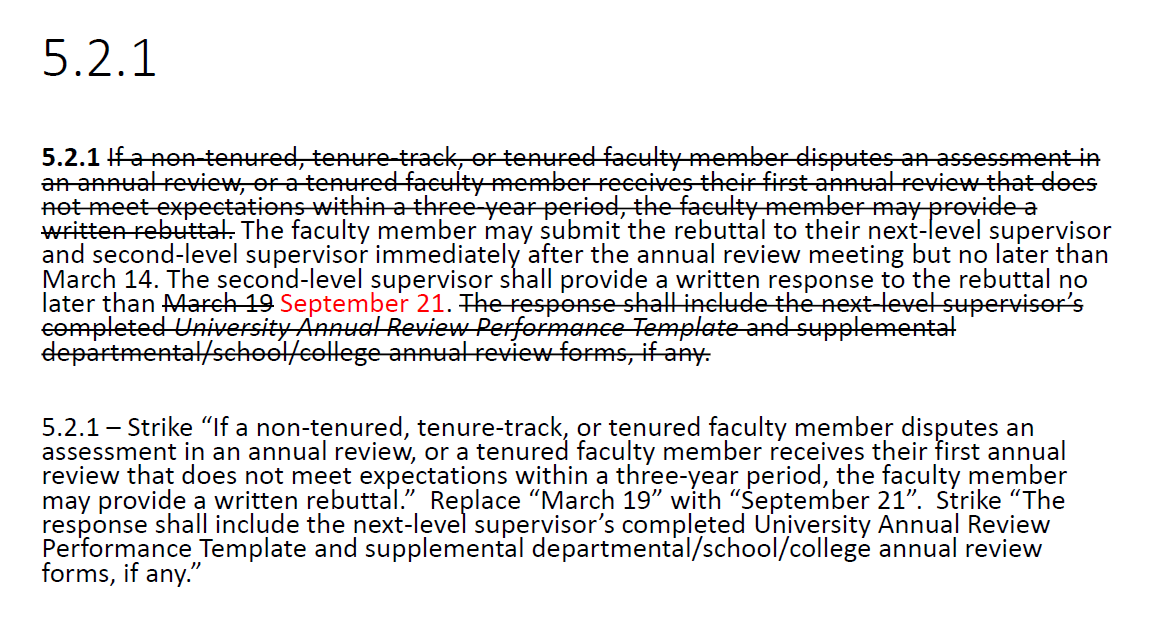 5.2.1
5.2.1 If a non-tenured, tenure-track, or tenured faculty member disputes an assessment in
an annual review, or a tenured faculty member receives their first annual review that does
not meet expectations within a three-year period, the faculty member may provide a
written rebuttal. The faculty member may submit the rebuttal to their next-level supervisor
and second-level supervisor immediately after the annual review meeting but no later than
March 14. The second-level supervisor shall provide a written response to the rebuttal no
later than March 19 September 21. The response shall include the next-level supervisor’s
completed University Annual Review Performance Template and supplemental
departmental/school/college annual review forms, if any.
5.2.1 – Strike “If a non-tenured, tenure-track, or tenured faculty member disputes an
assessment in an annual review, or a tenured faculty member receives their first annual
review that does not meet expectations within a three-year period, the faculty member
may provide a written rebuttal.”  Replace “March 19” with “September 21”.  Strike “The
response shall include the next-level supervisor’s completed University Annual Review
Performance Template and supplemental departmental/school/college annual review
forms, if any.”